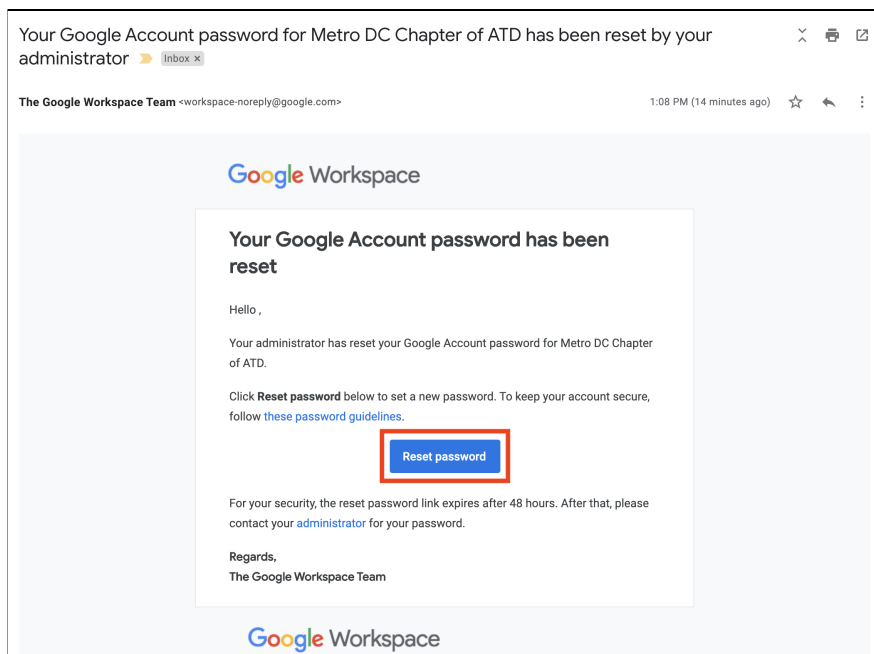 Your Google Account password for Metro DC Chapter of ATD has been reset by your
administrator Inbox ×
The Google Workspace Team <workspace-noreply@google.com> 1:08 PM (14 minutes ago)
Google Workspace
Your Google Account password has been
reset
Hello ,
Your administrator has reset your Google Account password for Metro DC Chapter
of ATD.
Click Reset password below to set a new password. To keep your account secure,
follow these password guidelines.
Reset password
For your security, the reset password link expires after 48 hours. After that, please
contact your administrator for your password.
Regards,
The Google Workspace Team
Google Workspace